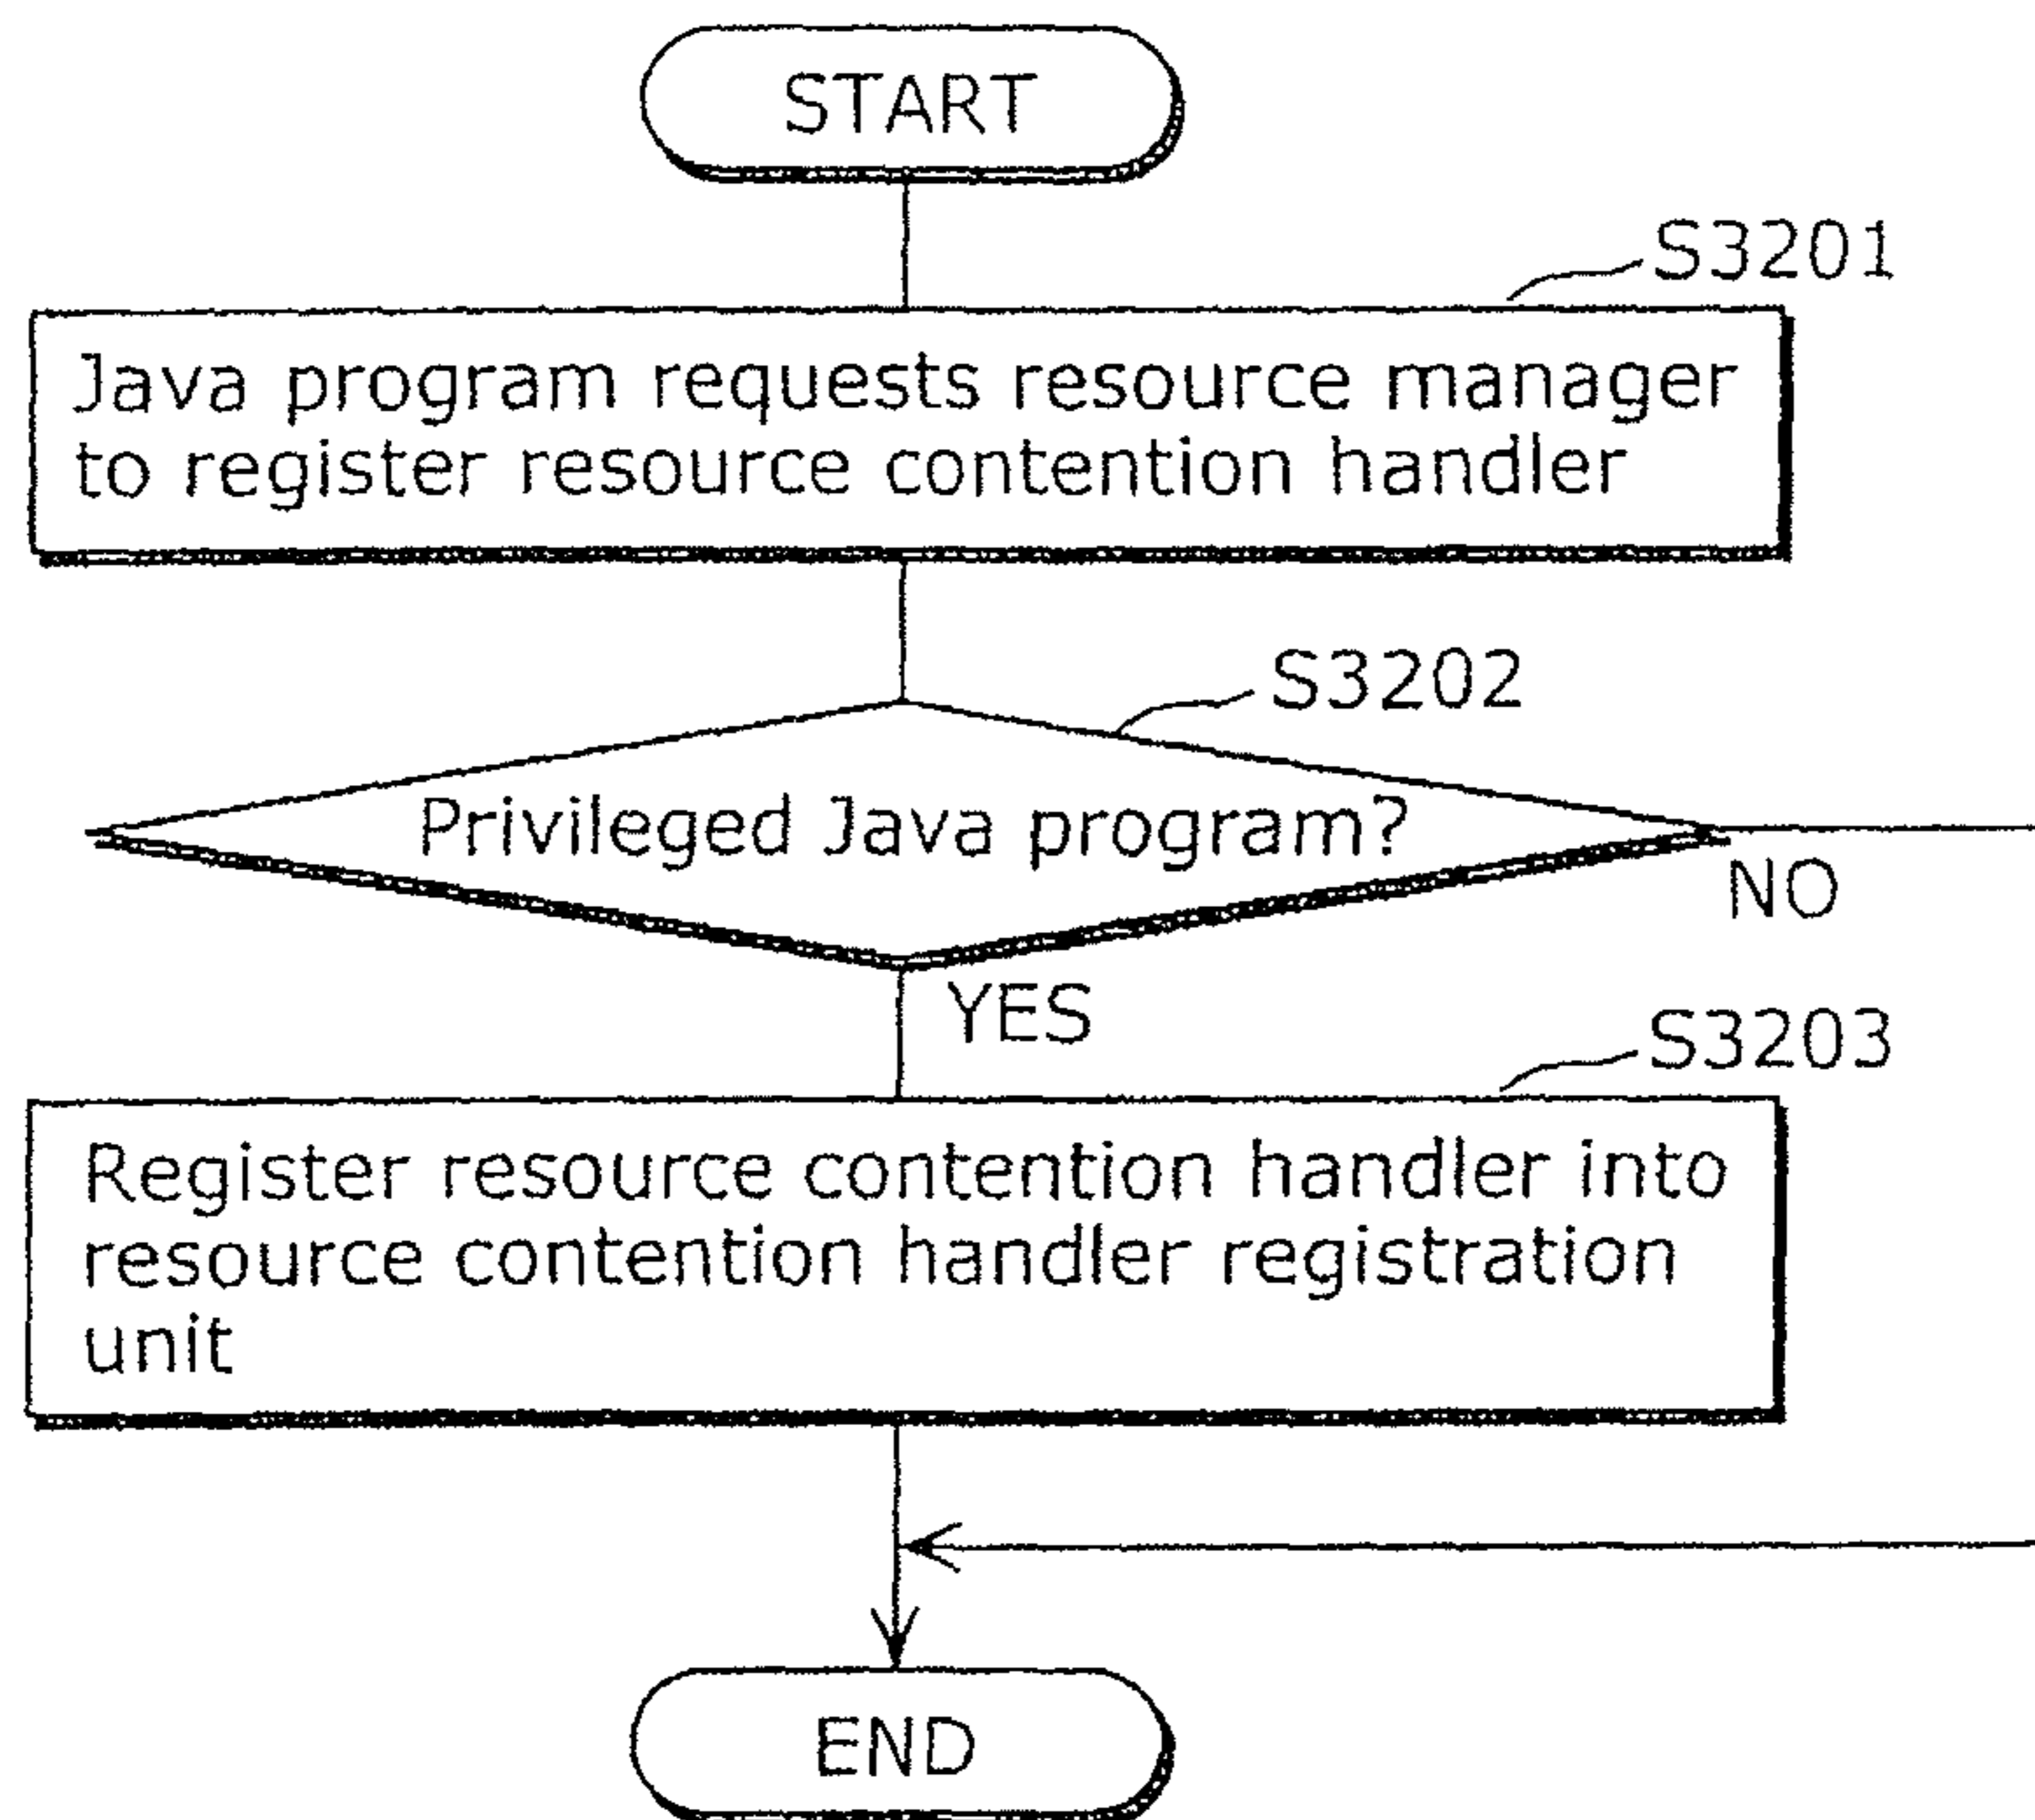 START
S3201
Java program requests resource manager
to register resource contention handler
S3202
Privileged Java program?
NO
YES
S3203
Register resource contention handler into
resource contention handler registration
unit
END